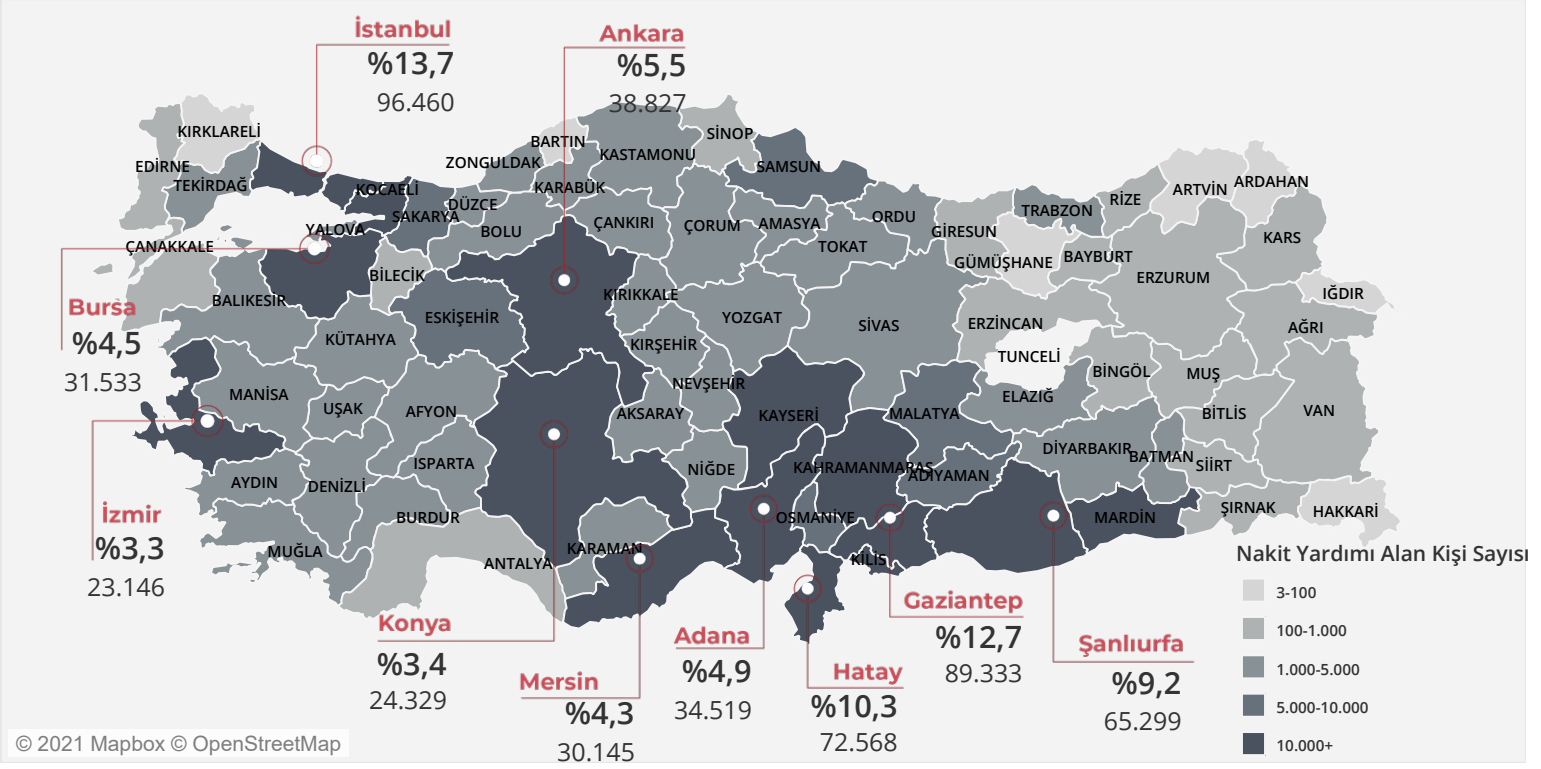 İstanbul
%13,7
96.460
Ankara
%5,5
38.827
KIRKLARELİ
EDİRNE
TEKİRDAĞ
KOCAELİ
SAKARYA
YALOVA
ÇANAKKALE
BİLECİK
BALIKESİR
BARTIN
ZONGULDAK
KARABÜK
DÜZCE
BOLU
KASTAMONU
SİNOP
SAMSUN
ÇANKIRI
ÇORUM
AMASYA
TOKAT
ORDU
GİRESUN
TRABZON
RİZE
ARTVİN
ARDAHAN
GÜMÜŞHANE
BAYBURT
ERZURUM
KARS
IĞDIR
AĞRI
Bursa
%4,5
31.533
ESKİŞEHİR
KÜTAHYA
KIRIKKALE
KIRŞEHİR
YOZGAT
SİVAS
ERZİNCAN
TUNCELİ
BİNGÖL
MUŞ
BİTLİS
VAN
MANİSA
UŞAK
AFYON
AKSARAY
NEVŞEHİR
KAYSERİ
MALATYA
ELAZIĞ
DİYARBAKIR
BATMAN
SİİRT
AYDIN
DENİZLİ
ISPARTA
NİĞDE
KAHRAMANMARAŞ
ADIYAMAN
BURDUR
OSMANİYE
MARDİN
ŞIRNAK
HAKKARİ
MUĞLA
ANTALYA
KARAMAN
KİLİS
İzmir
%3,3
23.146
Konya
%3,4
24.329
Mersin
%4,3
30.145
Adana
%4,9
34.519
Hatay
%10,3
72.568
Gaziantep
%12,7
89.333
Şanlıurfa
%9,2
65.299
Nakit Yardımı Alan Kişi Sayısı
3-100
100-1.000
1.000-5.000
5.000-10.000
10.000+
© 2021 Mapbox © OpenStreetMap